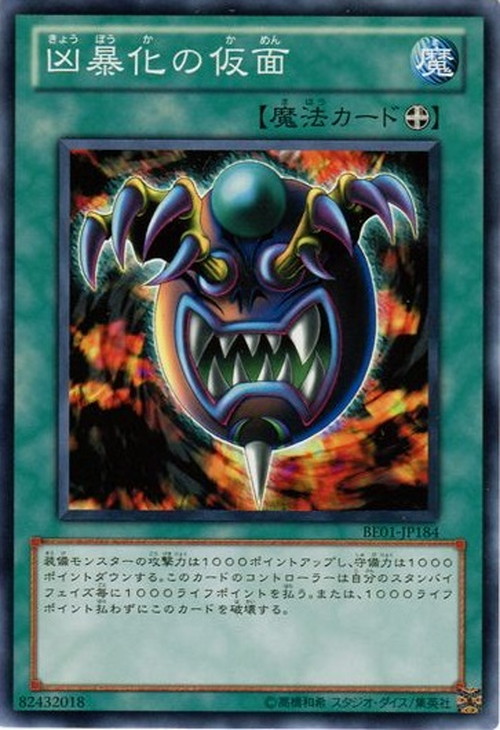 凶暴化の仮面
魔
【魔法カード
】
BE01-JP184
装備モンスターの攻撃力は1000ポイントアップし、守備力は1000
ポイントダウンする。このカードのコントローラーは自分のスタンバイ
フェイズ毎に1000ライフポイントを払う。または、1000ライフ
ポイント払わずにこのカードを破壊する。
82432018
©高橋和希 スタジオ・ダイス/集英社